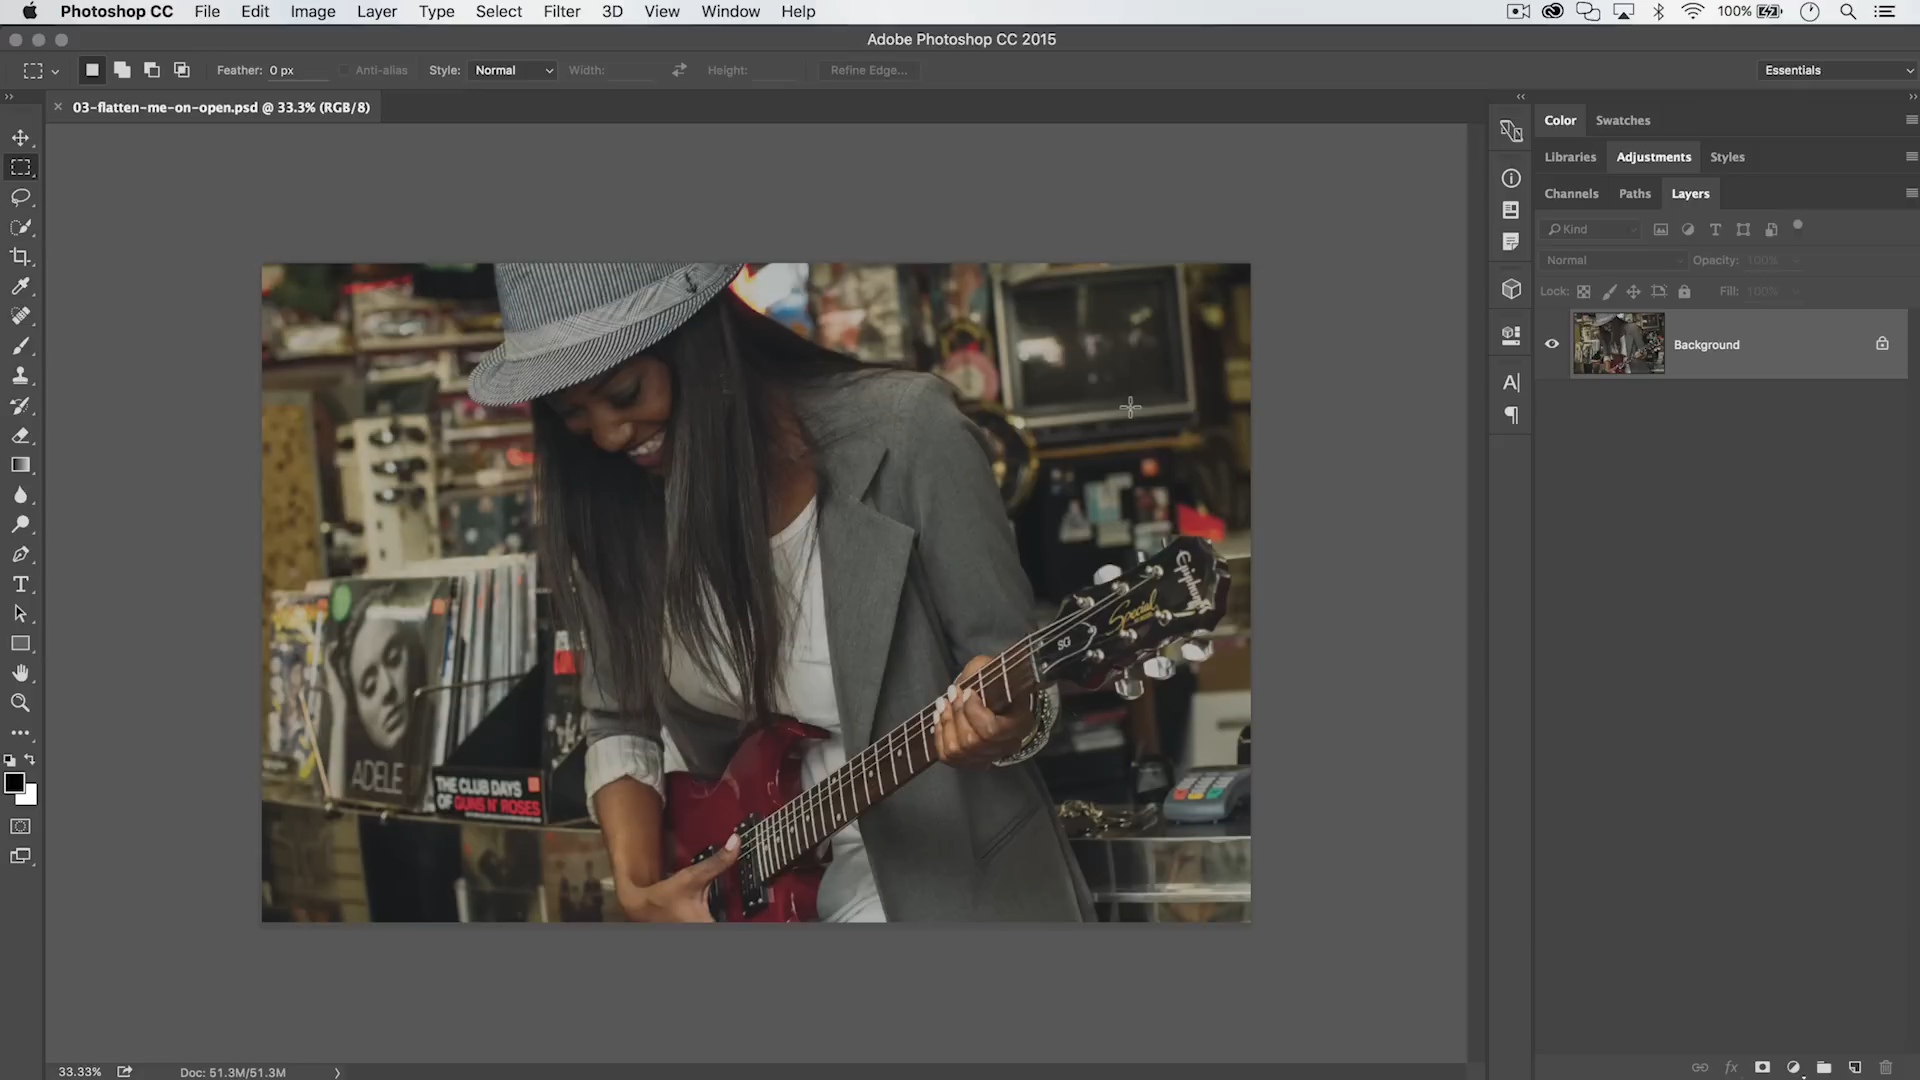 Photoshop CC File Edit Image Layer Type Select Filter 3D View Window Help 100%
Adobe Photoshop CC 2015
Feather: 0 px Anti-alias Style: Normal Width: Height: Refine Edge... Essentials
03-flatten-me-on-open.psd @ 33.3% (RGB/8)
Color Swatches
Libraries Adjustments Styles
Channels Paths Layers
Kind
Normal Opacity: 100%
Lock: Fill: 100%
Background
Epiphone
Special
SG
ADELE
THE CLUB DAYS
OF GUNS N' ROSES
33.33% Doc: 51.3M/51.3M